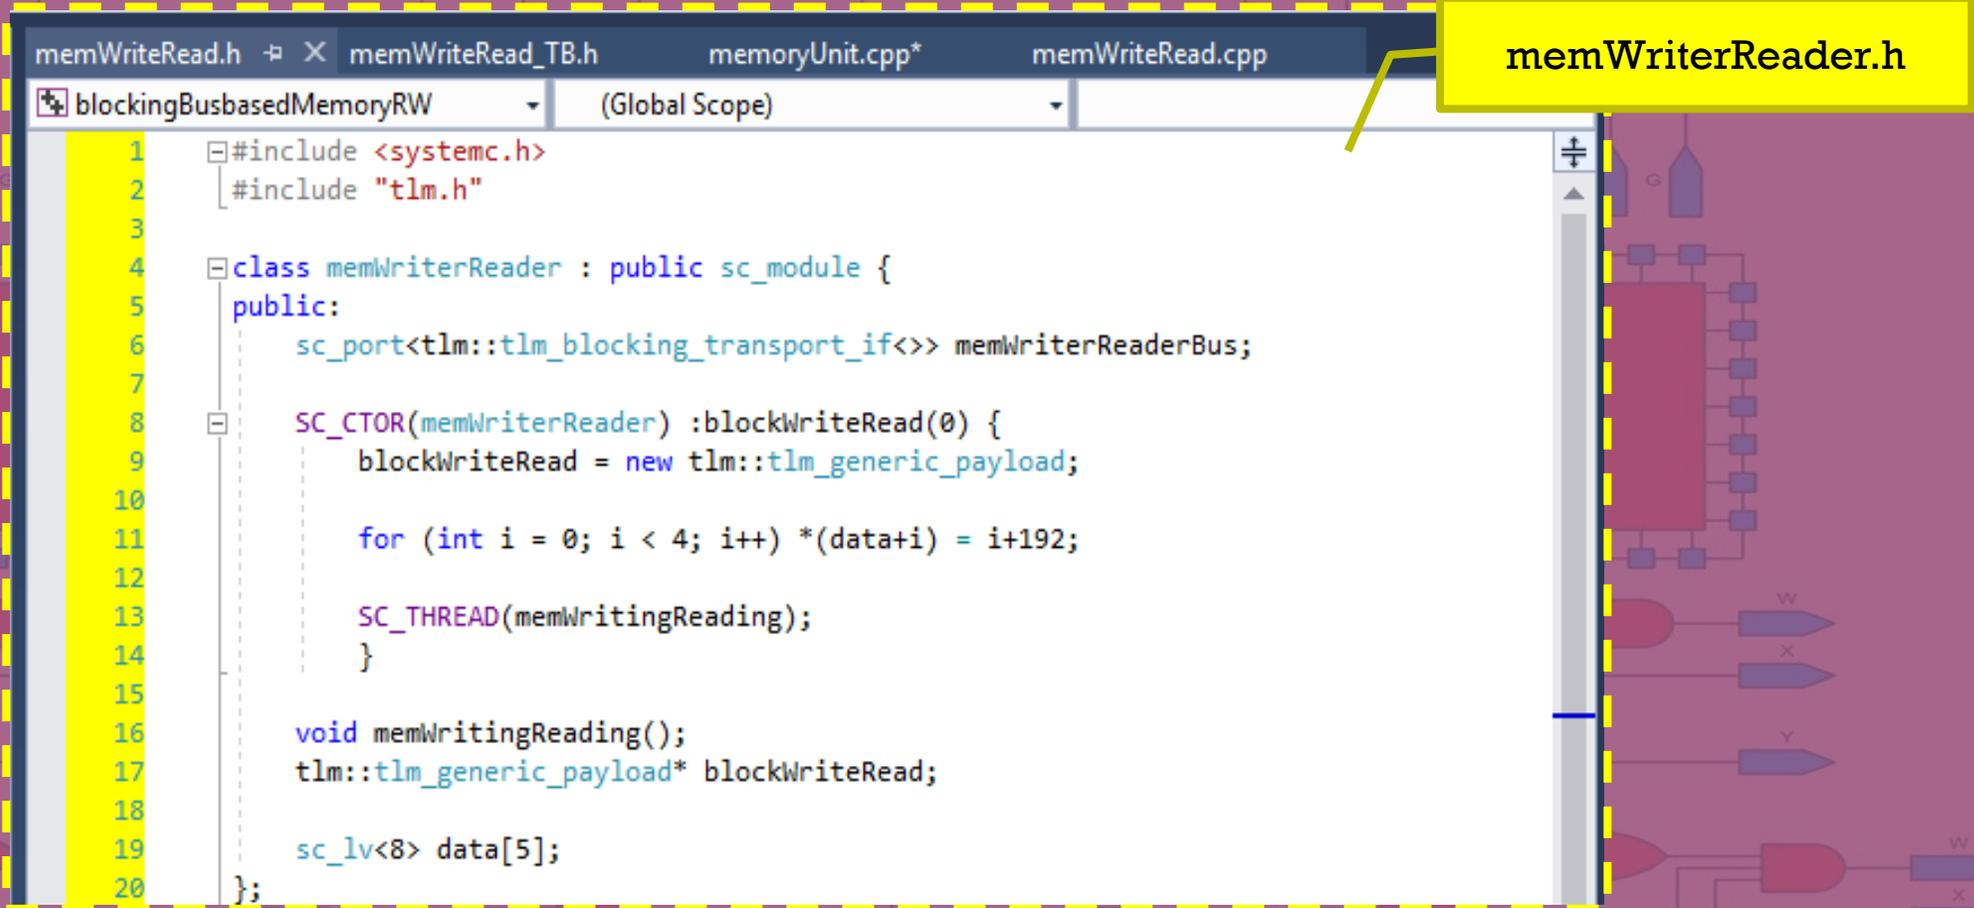 memWriterReader.h
memWriteRead.h memWriteRead_TB.h memoryUnit.cpp* memWriteRead.cpp
blockingBusbasedMemoryRW (Global Scope)
1 #include <systemc.h>
2 #include "tlm.h"
3
4 class memWriterReader : public sc_module {
5 public:
6 sc_port<tlm::tlm_blocking_transport_if<>> memWriterReaderBus;
7
8 SC_CTOR(memWriterReader) :blockWriteRead(0) {
9 blockWriteRead = new tlm::tlm_generic_payload;
10
11 for (int i = 0; i < 4; i++) *(data+i) = i+192;
12
13 SC_THREAD(memWritingReading);
14 }
15
16 void memWritingReading();
17 tlm::tlm_generic_payload* blockWriteRead;
18
19 sc_lv<8> data[5];
20 };
G
W
X
Y
W
X